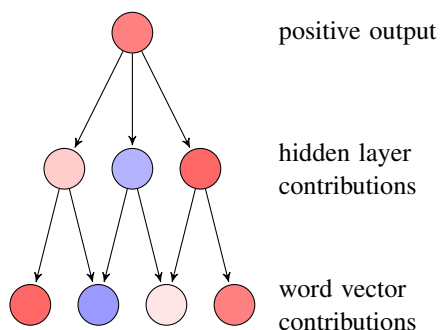 positive output
hidden layer
contributions
word vector
contributions